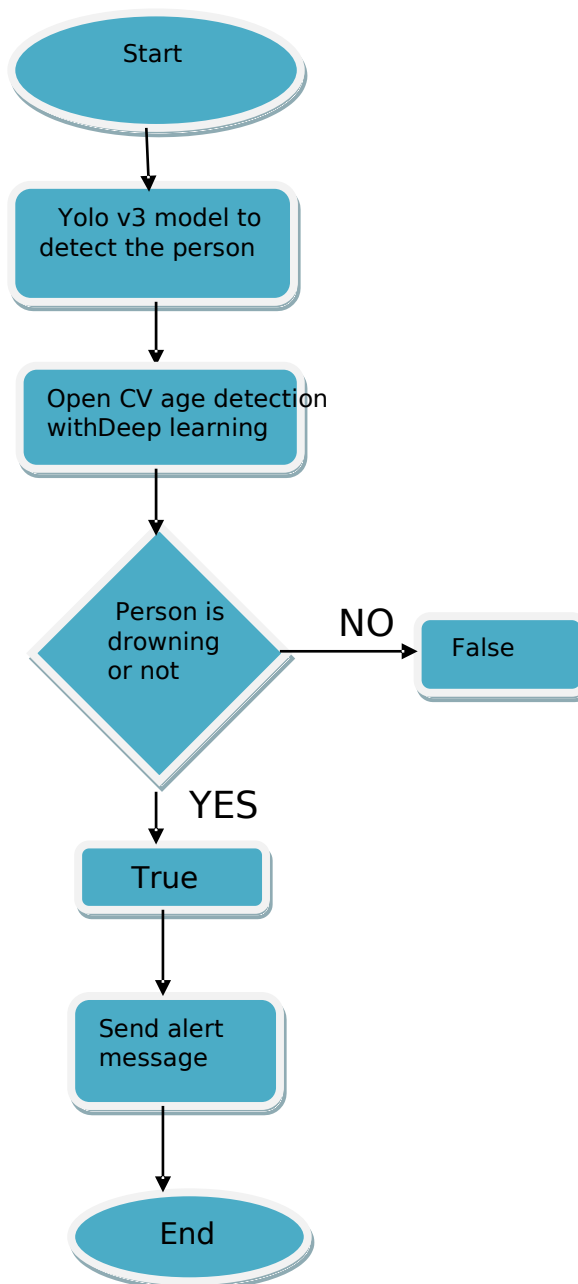 Start
Yolo v3 model to
detect the person
Open CV age detection
withDeep learning
Person is
drowning
or not
NO
False
YES
True
Send alert
message
End